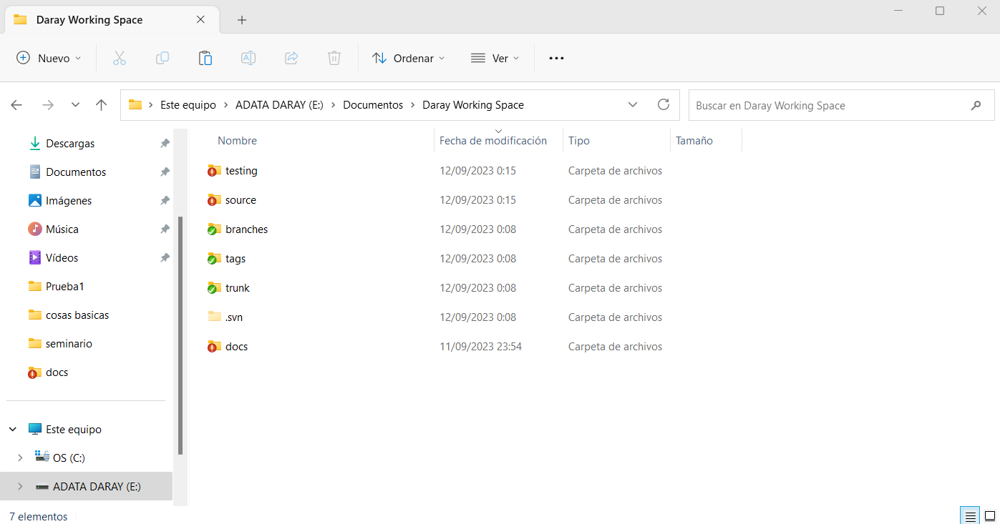 Daray Working Space
Nuevo
Ordenar
Ver
Este equipo > ADATA DARAY (E:) > Documentos > Daray Working Space
Buscar en Daray Working Space
Descargas
Documentos
Imágenes
Música
Vídeos
Prueba1
cosas basicas
seminario
docs
Este equipo
OS (C:)
ADATA DARAY (E:)
Nombre Fecha de modificación Tipo Tamaño
testing 12/09/2023 0:15 Carpeta de archivos
source 12/09/2023 0:15 Carpeta de archivos
branches 12/09/2023 0:08 Carpeta de archivos
tags 12/09/2023 0:08 Carpeta de archivos
trunk 12/09/2023 0:08 Carpeta de archivos
.svn 12/09/2023 0:08 Carpeta de archivos
docs 11/09/2023 23:54 Carpeta de archivos
7 elementos